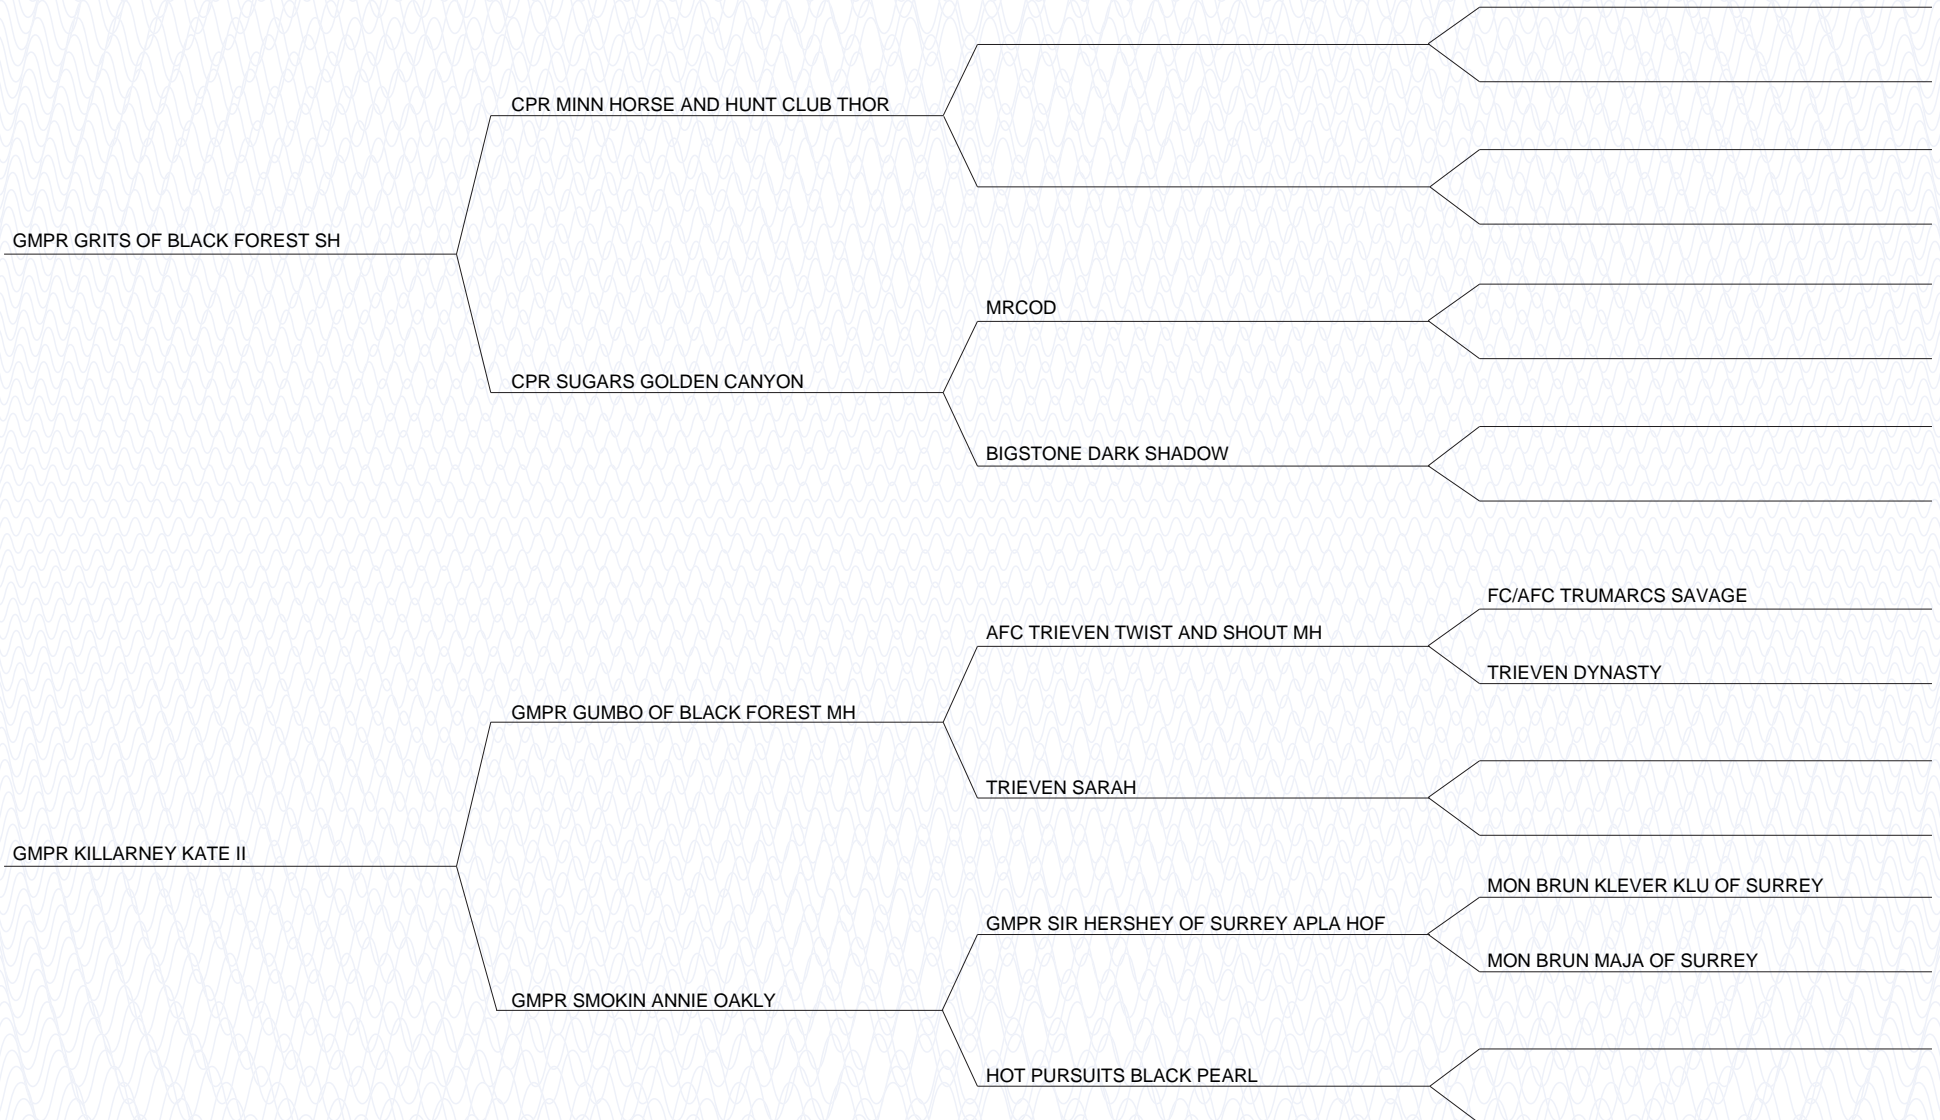 CPR MINN HORSE AND HUNT CLUB THOR
GMPR GRITS OF BLACK FOREST SH
MRCOD
CPR SUGARS GOLDEN CANYON
BIGSTONE DARK SHADOW
FC/AFC TRUMARCS SAVAGE
AFC TRIEVEN TWIST AND SHOUT MH
TRIEVEN DYNASTY
GMPR GUMBO OF BLACK FOREST MH
TRIEVEN SARAH
GMPR KILLARNEY KATE II
MON BRUN KLEVER KLU OF SURREY
GMPR SIR HERSHEY OF SURREY APLA HOF
MON BRUN MAJA OF SURREY
GMPR SMOKIN ANNIE OAKLY
HOT PURSUITS BLACK PEARL